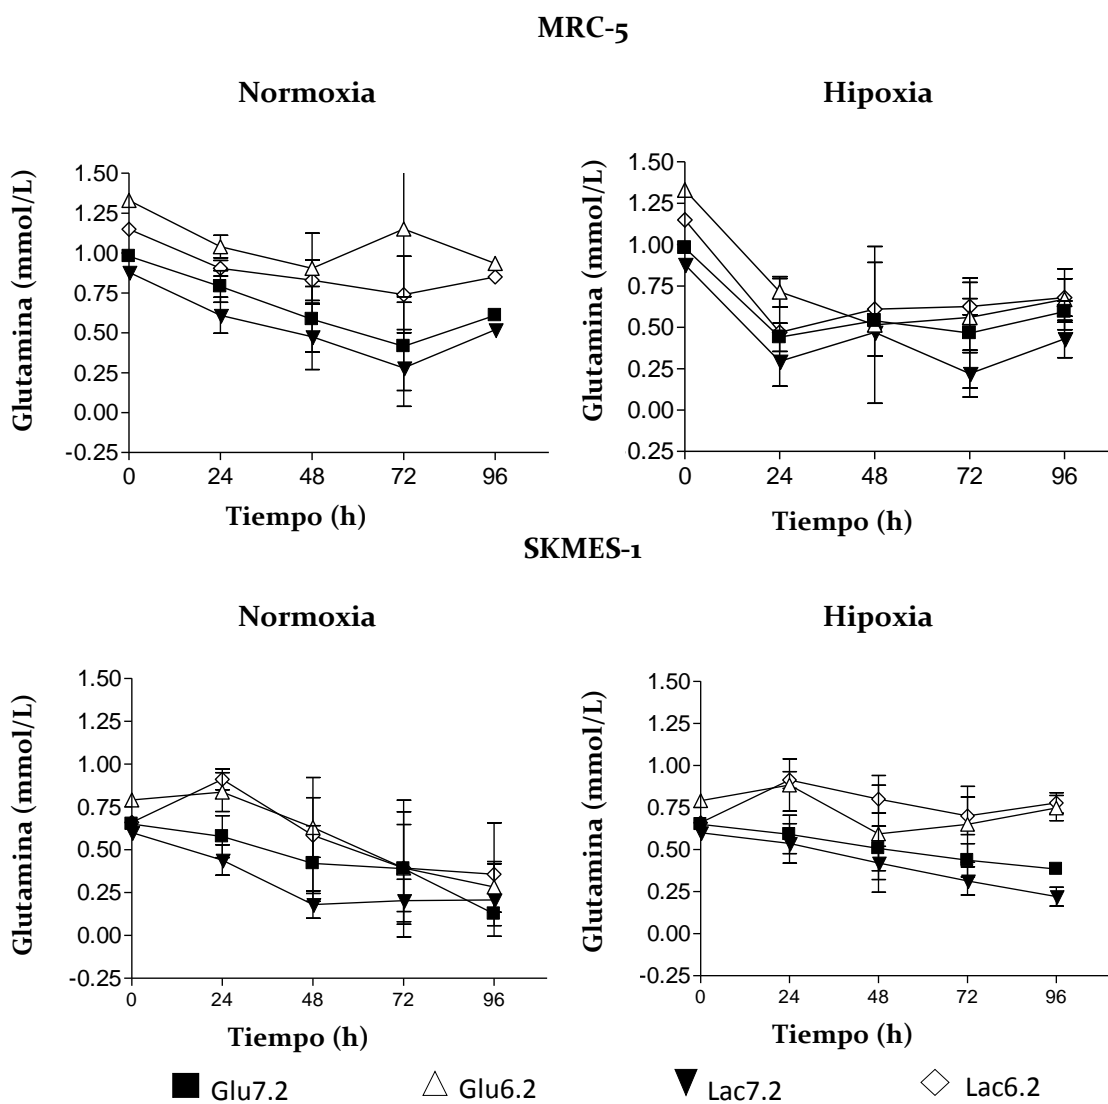 MRC-5
Normoxia
Hipoxia
Glutamina (mmol/L)
1.50
1.25
1.00
0.75
0.50
0.25
0.00
-0.25
0 24 48 72 96
Tiempo (h)
Glutamina (mmol/L)
1.50
1.25
1.00
0.75
0.50
0.25
0.00
0.25
0 24 48 72 96
Tiempo (h)
SKMES-1
Normoxia
Hipoxia
Glutamina (mmol/L)
1.50
1.25
1.00
0.75
0.50
0.25
0.00
-0.25
0 24 48 72 96
Tiempo (h)
Glutamina (mmol/L)
1.50
1.25
1.00
0.75
0.50
0.25
0.00
-0.25
0 24 48 72 96
Tiempo (h)
Glu7.2 Glu6.2 Lac7.2 Lac6.2